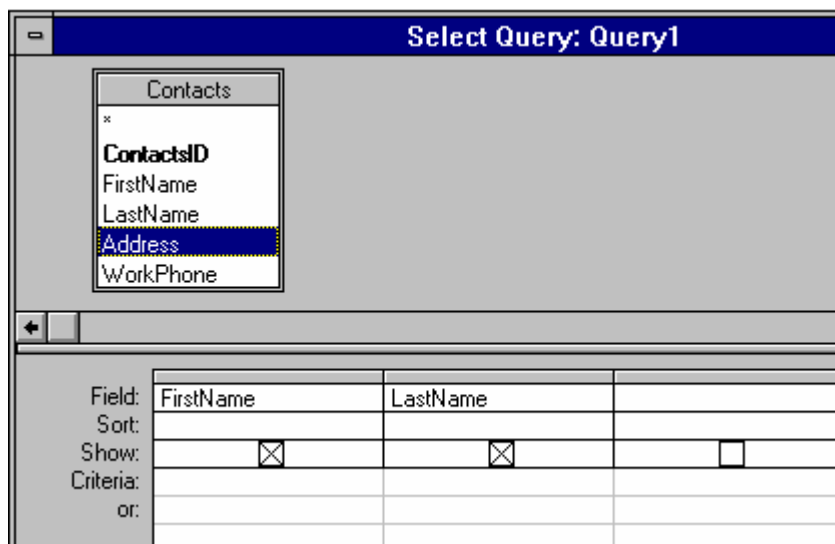 Select Query: Query1
Contacts
*
ContactsID
FirstName
LastName
Address
WorkPhone
Field: FirstName LastName
Sort:
Show:
Criteria:
or: